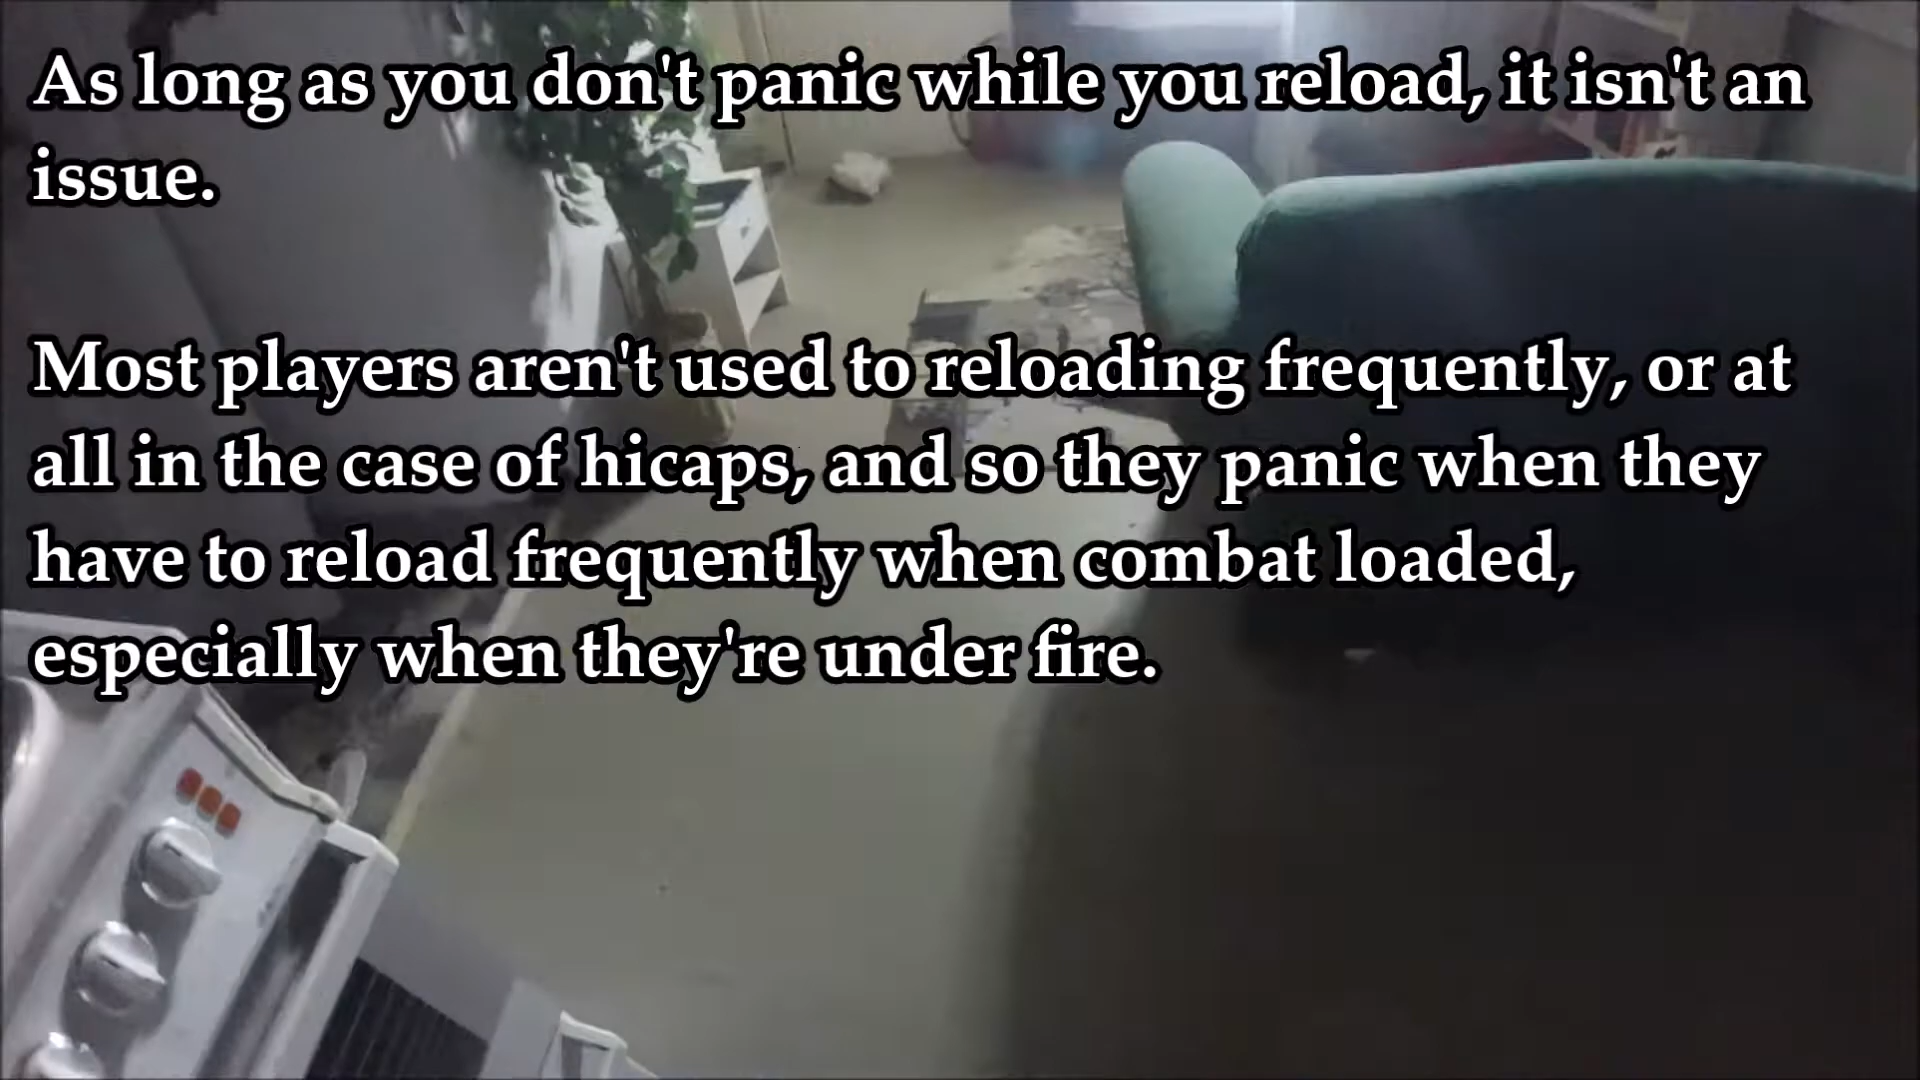 As long as you don't panic while you reload, it isn't an
issue.
Most players aren't used to reloading frequently, or at
all in the case of hicaps, and so they panic when they
have to reload frequently when combat loaded,
especially when they're under fire.